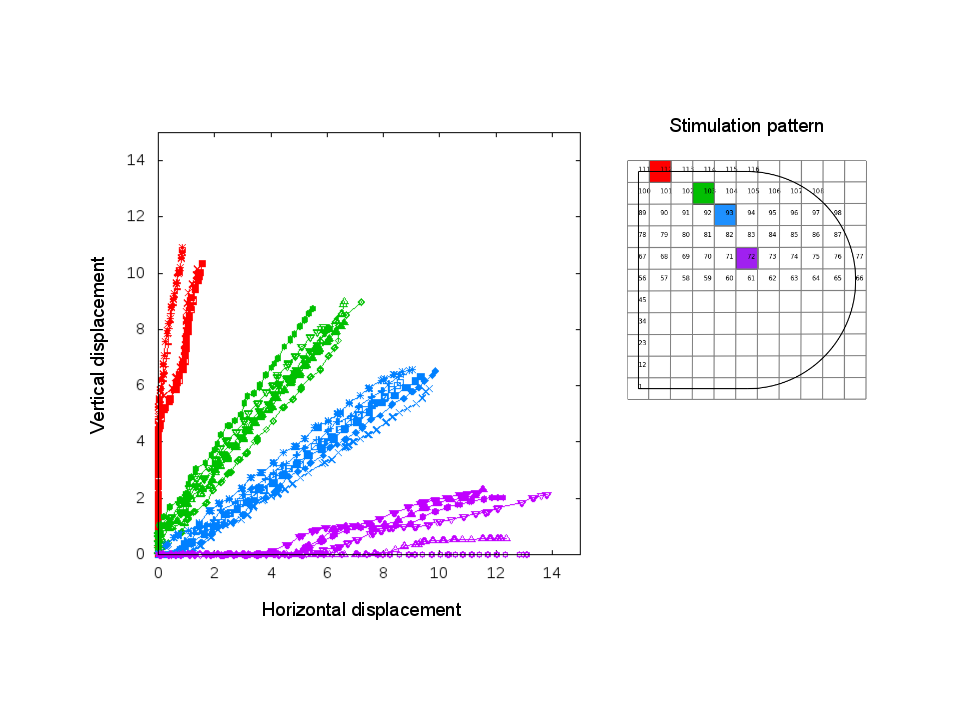 Stimulation pattern
14
12
10
8
6
4
2
0
Vertical displacement
0 2 4 6 8 10 12 14
Horizontal displacement
111 112 113 114 115 116
100 101 102 103 104 105 106 107 108
89 90 91 92 93 94 95 96 97 98
78 79 80 81 82 83 84 85 86 87
67 68 69 70 71 72 73 74 75 76 77
56 57 58 59 60 61 62 63 64 65 66
45
34
23
12
1